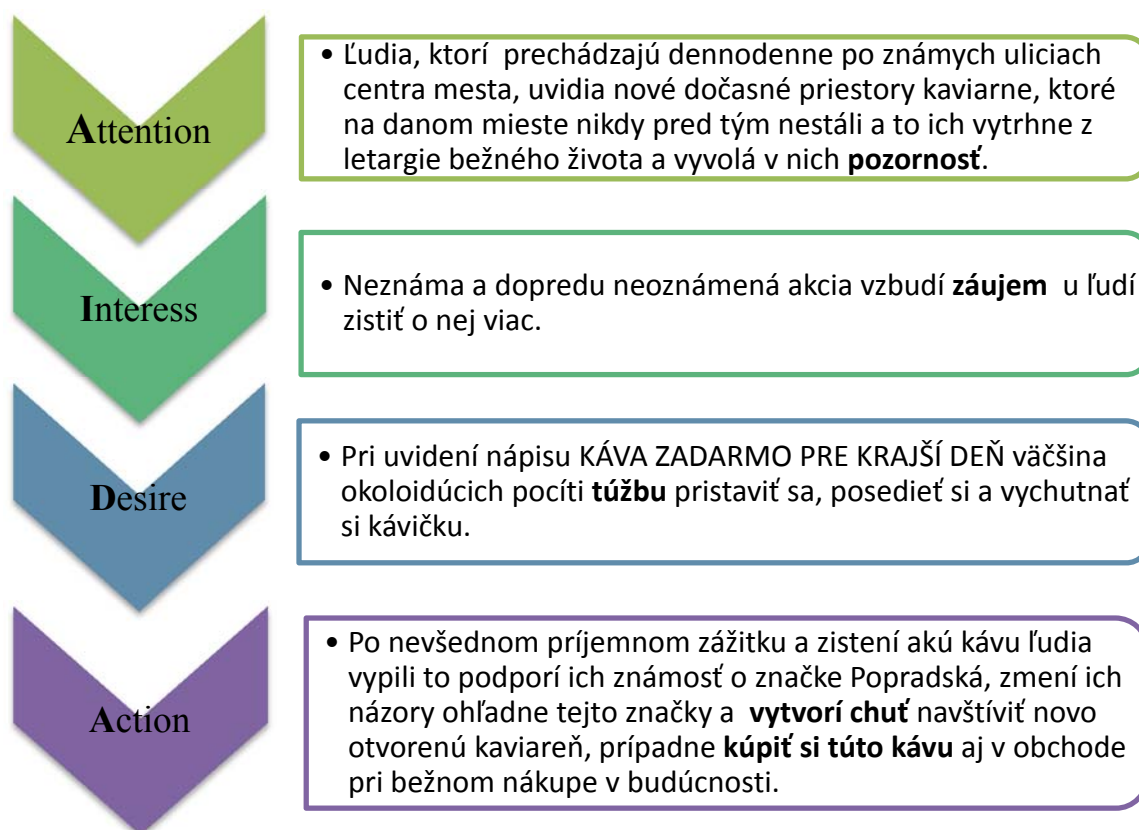 Attention
• Ľudia, ktorí  prechádzajú dennodenne po známych uliciach
centra mesta, uvidia nové dočasné priestory kaviarne, ktoré
na danom mieste nikdy pred tým nestáli a to ich vytrhne z
letargie bežného života a vyvolá v nich pozornosť.
Interess
• Neznáma a dopredu neoznámená akcia vzbudí záujem  u ľudí
zistiť o nej viac.
Desire
• Pri uvidení nápisu KÁVA ZADARMO PRE KRAJŠÍ DEŇ väčšina
okoloidúcich pocíti túžbu pristaviť sa, posedieť si a vychutnať
si kávičku.
Action
• Po nevšednom príjemnom zážitku a zistení akú kávu ľudia
vypili to podporí ich známosť o značke Popradská, zmení ich
názory ohľadne tejto značky a  vytvorí chuť navštíviť novo
otvorenú kaviareň, prípadne kúpiť si túto kávu aj v obchode
pri bežnom nákupe v budúcnosti.